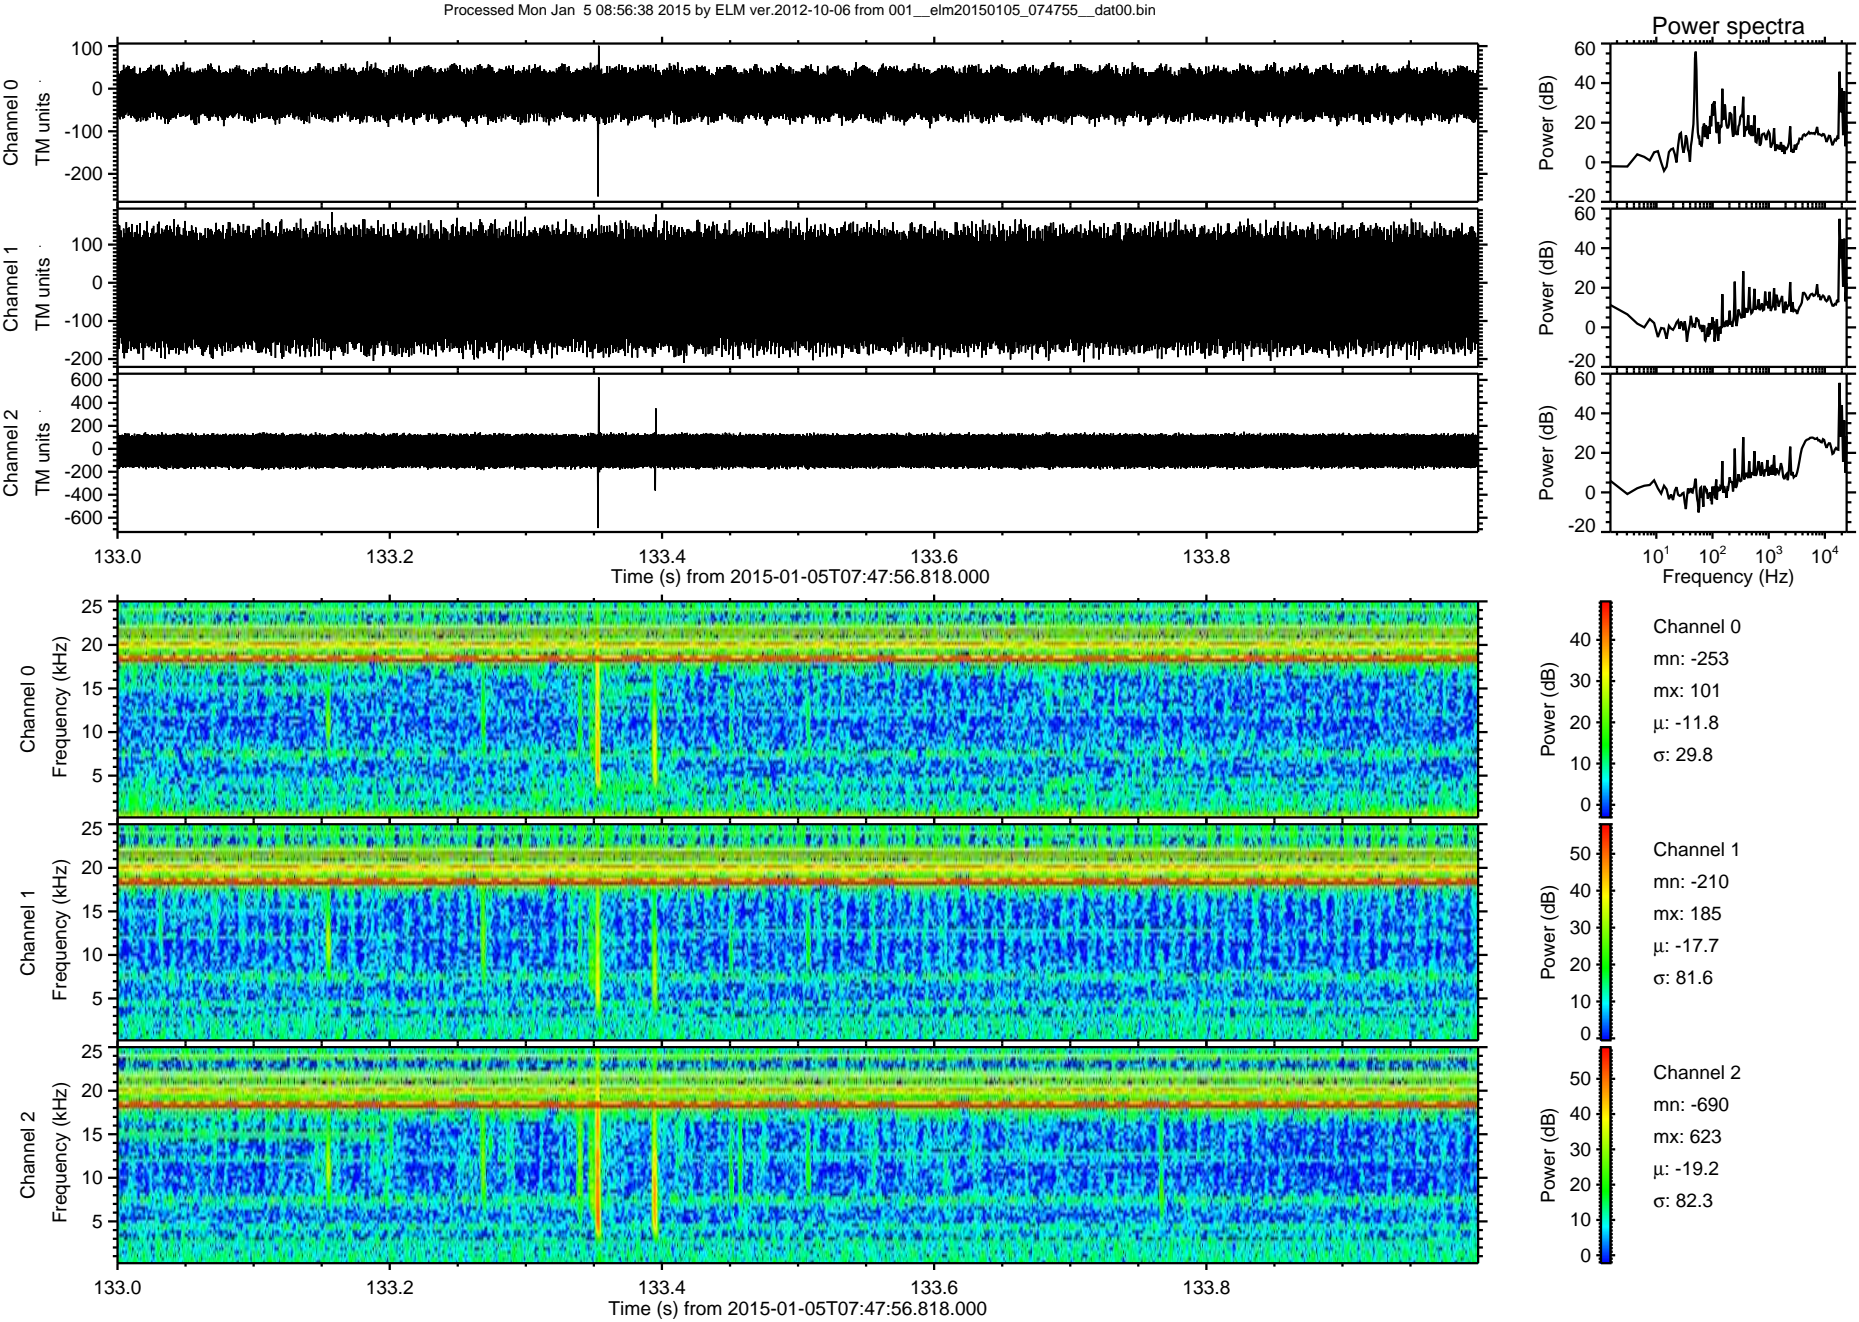 Processed Mon Jan  5 08:56:38 2015 by ELM ver.2012-10-06 from 001__elm20150105_074755__dat00.bin
Power spectra
Channel 0
TM units
100
0
-100
-200
Power (dB)
60
40
20
0
-20
Channel 1
TM units
100
0
-100
-200
Power (dB)
60
40
20
0
-20
Channel 2
TM units
600
400
200
0
-200
-400
-600
Power (dB)
60
40
20
0
-20
133.0 133.2 133.4 133.6 133.8
Time (s) from 2015-01-05T07:47:56.818.000
10^1 10^2 10^3 10^4
Frequency (Hz)
Channel 0
Frequency (kHz)
25
20
15
10
5
Power (dB)
40
30
20
10
0
Channel 0
mn: -253
mx: 101
μ: -11.8
σ: 29.8
Channel 1
Frequency (kHz)
25
20
15
10
5
Power (dB)
50
40
30
20
10
0
Channel 1
mn: -210
mx: 185
μ: -17.7
σ: 81.6
Channel 2
Frequency (kHz)
25
20
15
10
5
Power (dB)
50
40
30
20
10
0
Channel 2
mn: -690
mx: 623
μ: -19.2
σ: 82.3
133.0 133.2 133.4 133.6 133.8
Time (s) from 2015-01-05T07:47:56.818.000